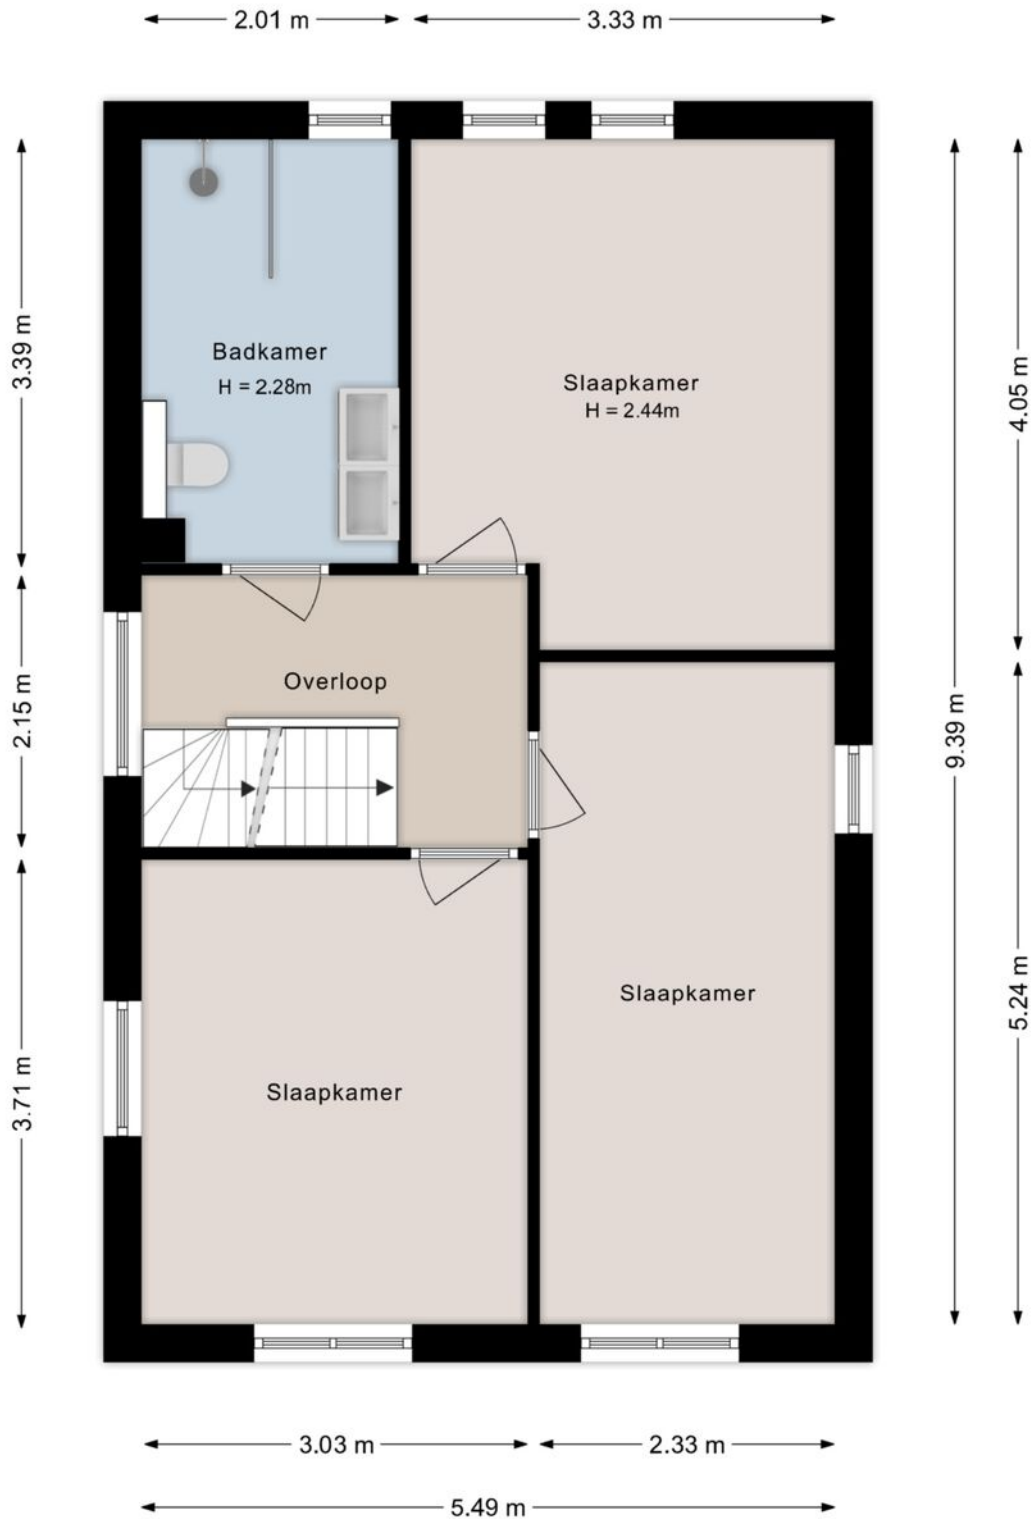 2.01 m
3.33 m
Badkamer
H = 2.28m
Slaapkamer
H = 2.44m
3.39 m
4.05 m
Overloop
2.15 m
9.39 m
Slaapkamer
5.24 m
Slaapkamer
3.71 m
3.03 m
2.33 m
5.49 m